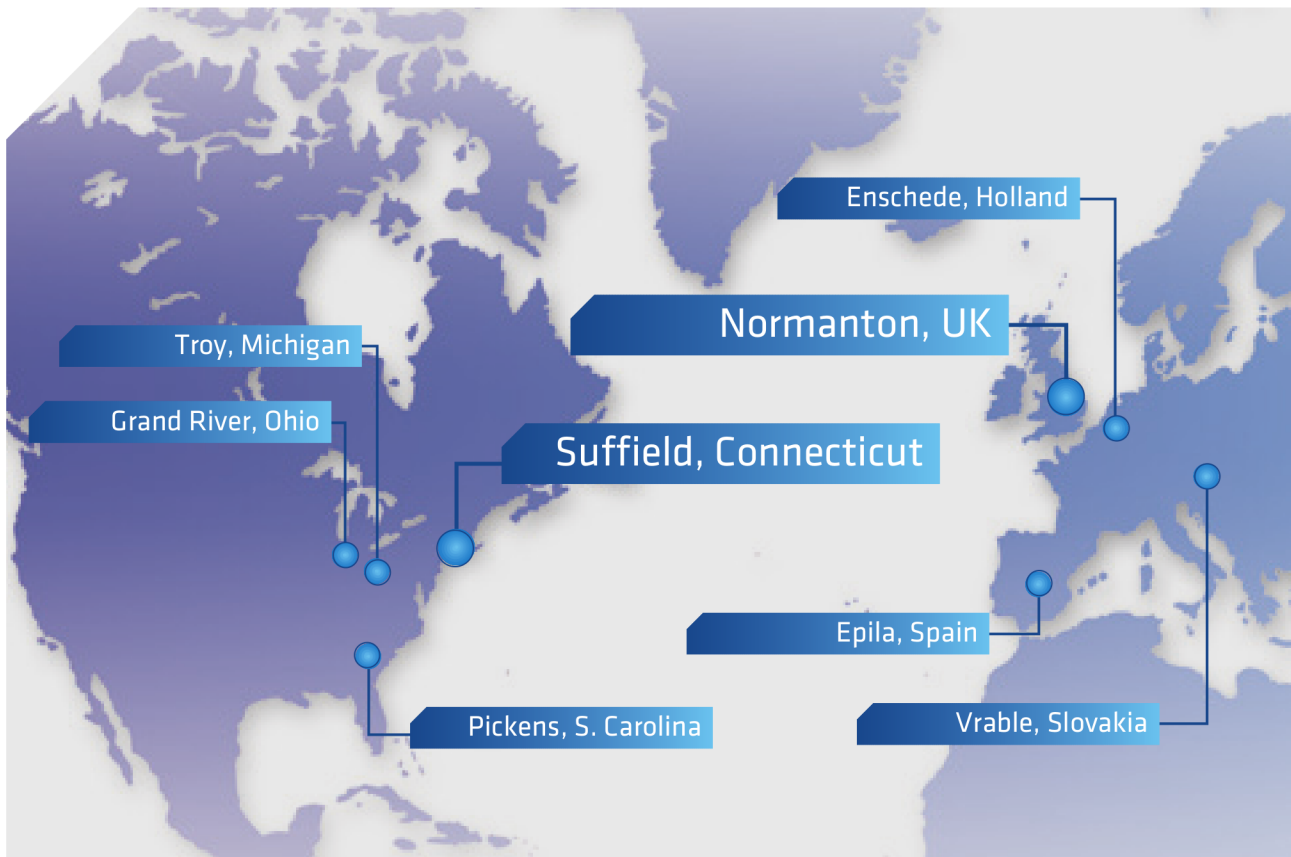 Enschede, Holland
Normanton, UK
Troy, Michigan
Grand River, Ohio
Suffield, Connecticut
Epila, Spain
Pickens, S. Carolina
Vrable, Slovakia